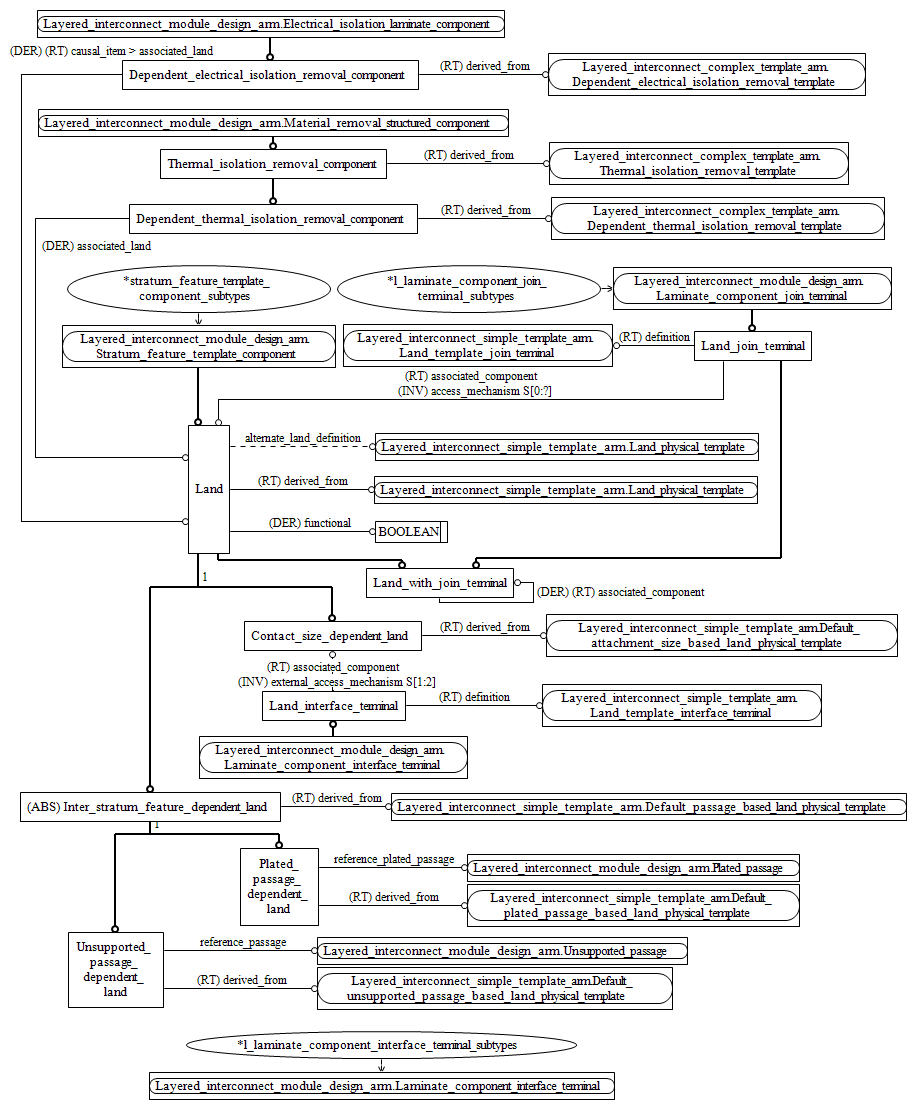 Layered_interconnect_module_design_arm.Electrical_isolation_laminate_component
(DER) (RT) causal_item > associated_land
Dependent_electrical_isolation_removal_component
(RT) derived_from
Layered_interconnect_complex_template_arm.
Dependent_electrical_isolation_removal_template
Layered_interconnect_module_design_arm.Material_removal_structured_component
Thermal_isolation_removal_component
(RT) derived_from
Layered_interconnect_complex_template_arm.
Thermal_isolation_removal_template
Dependent_thermal_isolation_removal_component
(RT) derived_from
Layered_interconnect_complex_template_arm.
Dependent_thermal_isolation_removal_template
(DER) associated_land
*stratum_feature_template_
component_subtypes
*l_laminate_component_join_
terminal_subtypes
Layered_interconnect_module_design_arm.
Laminate_component_join_terminal
Layered_interconnect_module_design_arm.
Stratum_feature_template_component
Layered_interconnect_simple_template_arm.
Land_template_join_terminal
(RT) definition
Land_join_terminal
(RT) associated_component
(INV) access_mechanism S[0:?]
Land
alternate_land_definition
Layered_interconnect_simple_template_arm.Land_physical_template
(RT) derived_from
Layered_interconnect_simple_template_arm.Land_physical_template
(DER) functional
BOOLEAN
1
Land_with_join_terminal
(DER) (RT) associated_component
Contact_size_dependent_land
(RT) derived_from
Layered_interconnect_simple_template_arm.Default_
attachment_size_based_land_physical_template
(RT) associated_component
(INV) external_access_mechanism S[1:2]
Land_interface_terminal
(RT) definition
Layered_interconnect_simple_template_arm.
Land_template_interface_terminal
Layered_interconnect_module_design_arm.
Laminate_component_interface_terminal
(ABS) Inter_stratum_feature_dependent_land
(RT) derived_from
Layered_interconnect_simple_template_arm.Default_passage_based_land_physical_template
1
Plated_
passage_
dependent_
land
reference_plated_passage
Layered_interconnect_module_design_arm.Plated_passage
(RT) derived_from
Layered_interconnect_simple_template_arm.Default_
plated_passage_based_land_physical_template
Unsupported_
passage_
dependent_
land
reference_passage
Layered_interconnect_module_design_arm.Unsupported_passage
(RT) derived_from
Layered_interconnect_simple_template_arm.Default_
unsupported_passage_based_land_physical_template
*l_laminate_component_interface_terminal_subtypes
Layered_interconnect_module_design_arm.Laminate_component_interface_terminal